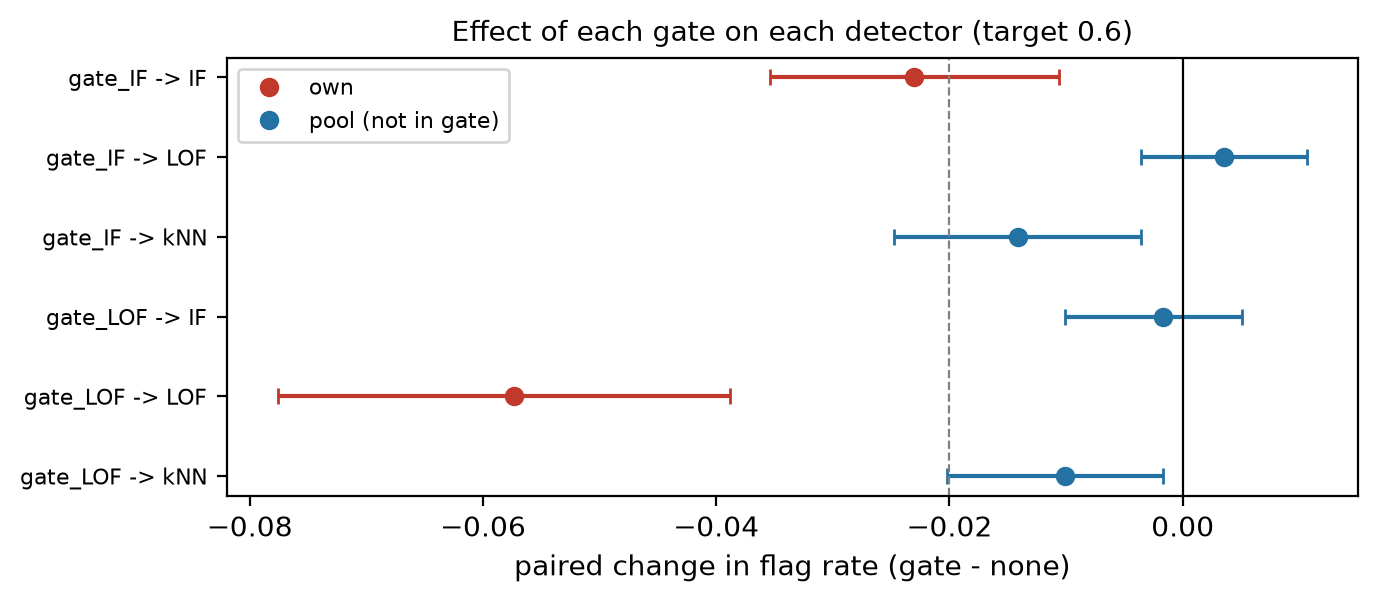 Effect of each gate on each detector (target 0.6)
own
pool (not in gate)
gate_IF -> IF
gate_IF -> LOF
gate_IF -> kNN
gate_LOF -> IF
gate_LOF -> LOF
gate_LOF -> kNN
−0.08 −0.06 −0.04 −0.02 0.00
paired change in flag rate (gate - none)